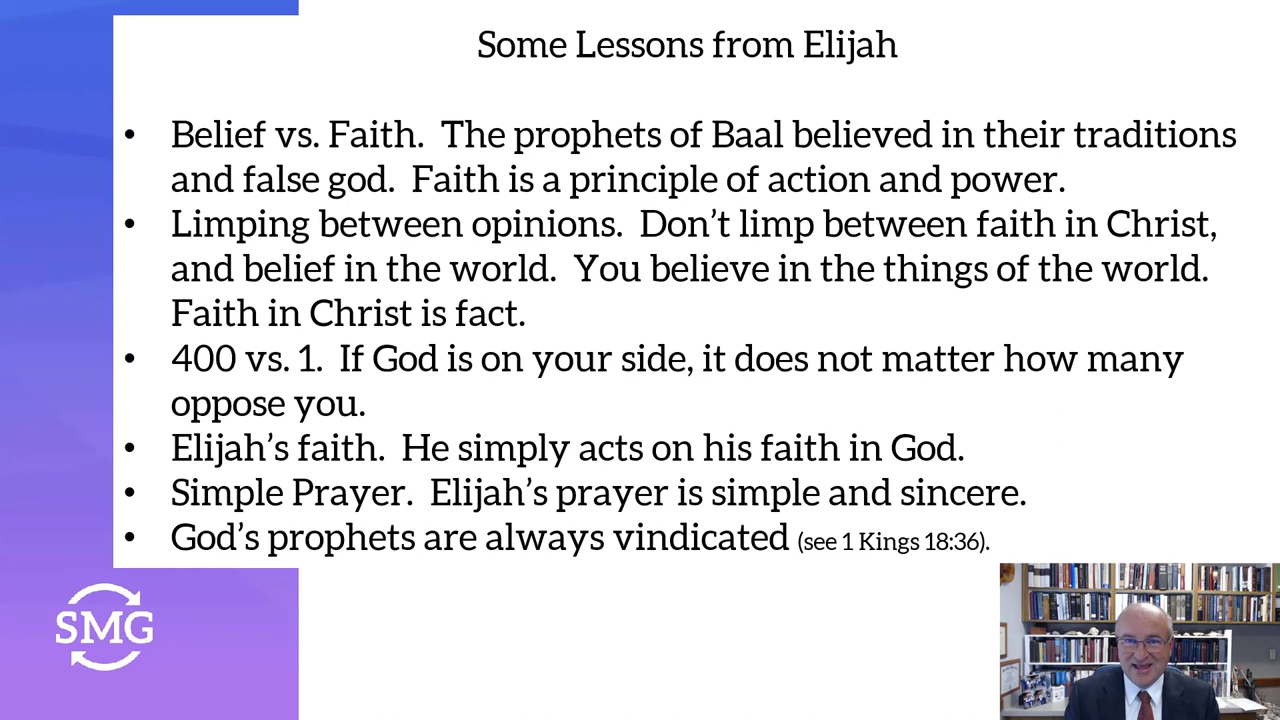 Some Lessons from Elijah
• Belief vs. Faith.  The prophets of Baal believed in their traditions
and false god.  Faith is a principle of action and power.
• Limping between opinions.  Don’t limp between faith in Christ,
and belief in the world.  You believe in the things of the world.
Faith in Christ is fact.
• 400 vs. 1.  If God is on your side, it does not matter how many
oppose you.
• Elijah’s faith.  He simply acts on his faith in God.
• Simple Prayer.  Elijah’s prayer is simple and sincere.
• God’s prophets are always vindicated (see 1 Kings 18:36).
SMG